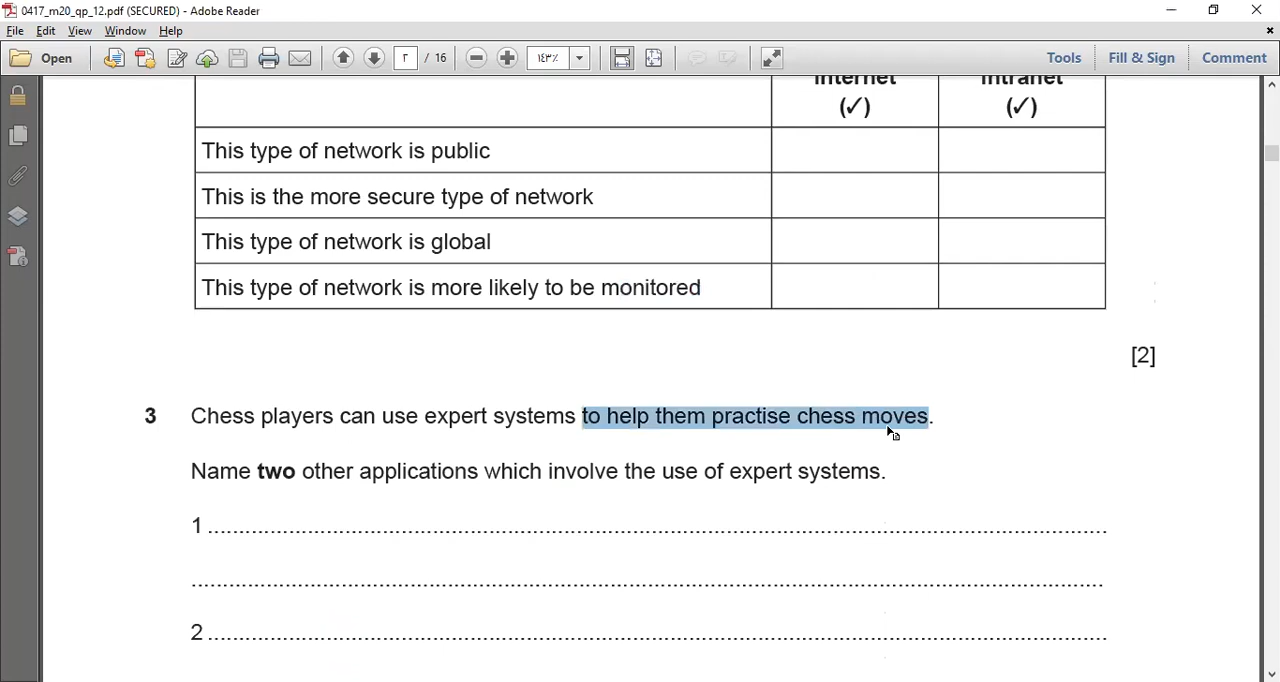 0417_m20_qp_12.pdf (SECURED) - Adobe Reader
File Edit View Window Help
Open ٢ / 16 ١٤٣٪ Tools Fill & Sign Comment
Internet Intranet
(✓) (✓)
This type of network is public
This is the more secure type of network
This type of network is global
This type of network is more likely to be monitored
[2]
3 Chess players can use expert systems to help them practise chess moves.
Name two other applications which involve the use of expert systems.
1
2